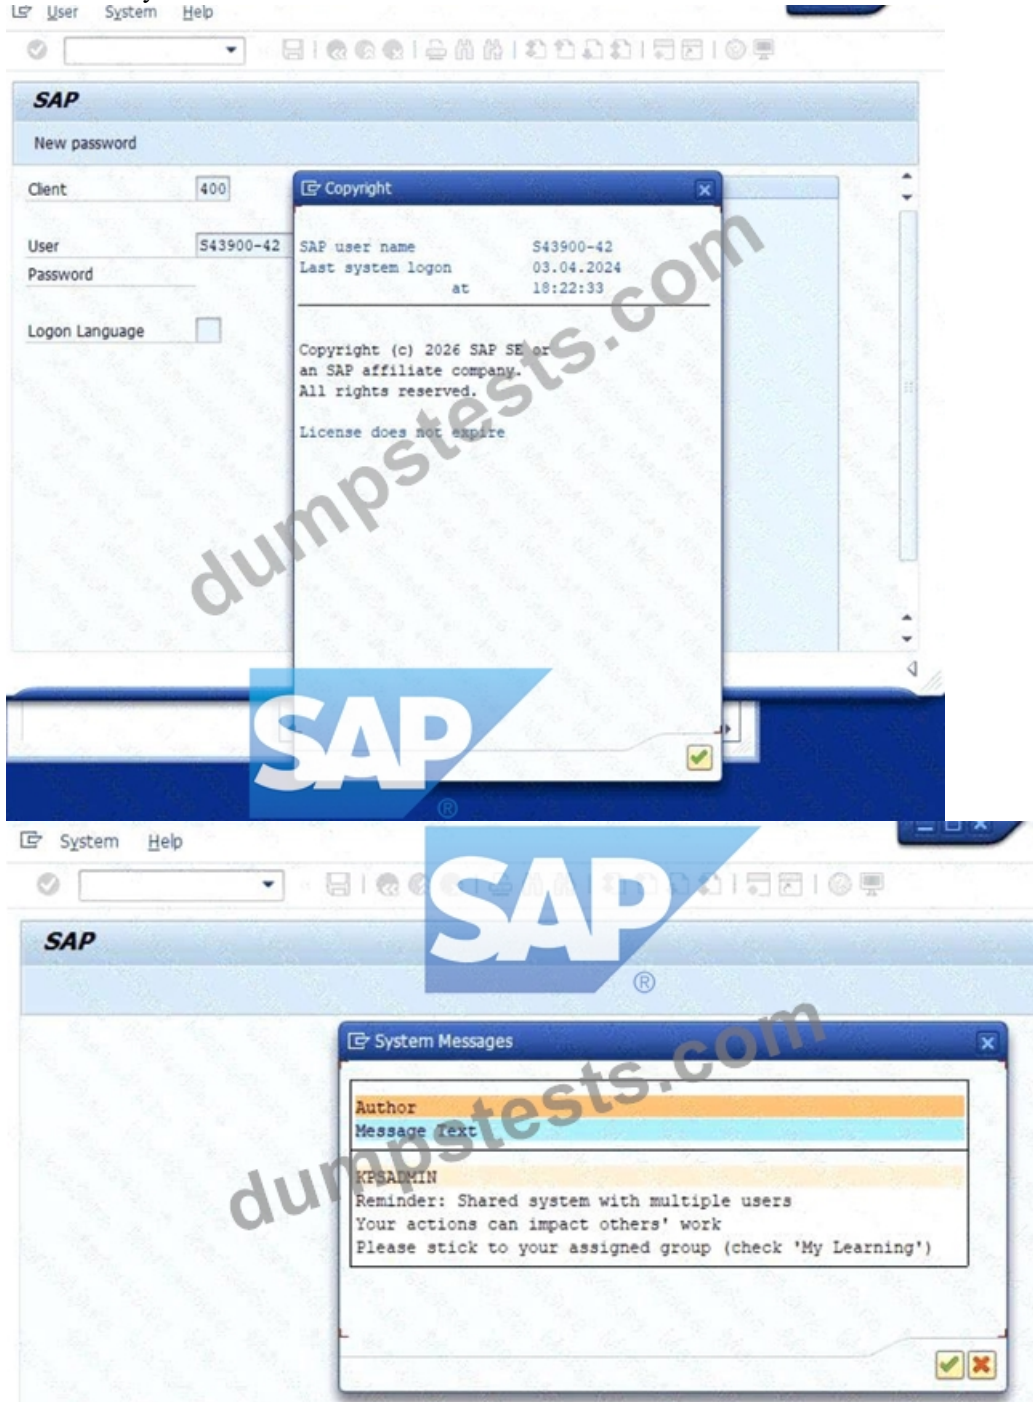 User System Help
SAP
New password
Client 400
User S43900-42
Password
Logon Language
Copyright
SAP user name S43900-42
Last system logon 03.04.2024
at 18:22:33
Copyright (c) 2026 SAP SE or
an SAP affiliate company.
All rights reserved.
License does not expire
dumpstests.com
SAP
®
System Help
SAP
SAP
®
System Messages
Author
Message Text
KPSADMIN
Reminder: Shared system with multiple users
Your actions can impact others' work
Please stick to your assigned group (check 'My Learning')
dumpstests.com